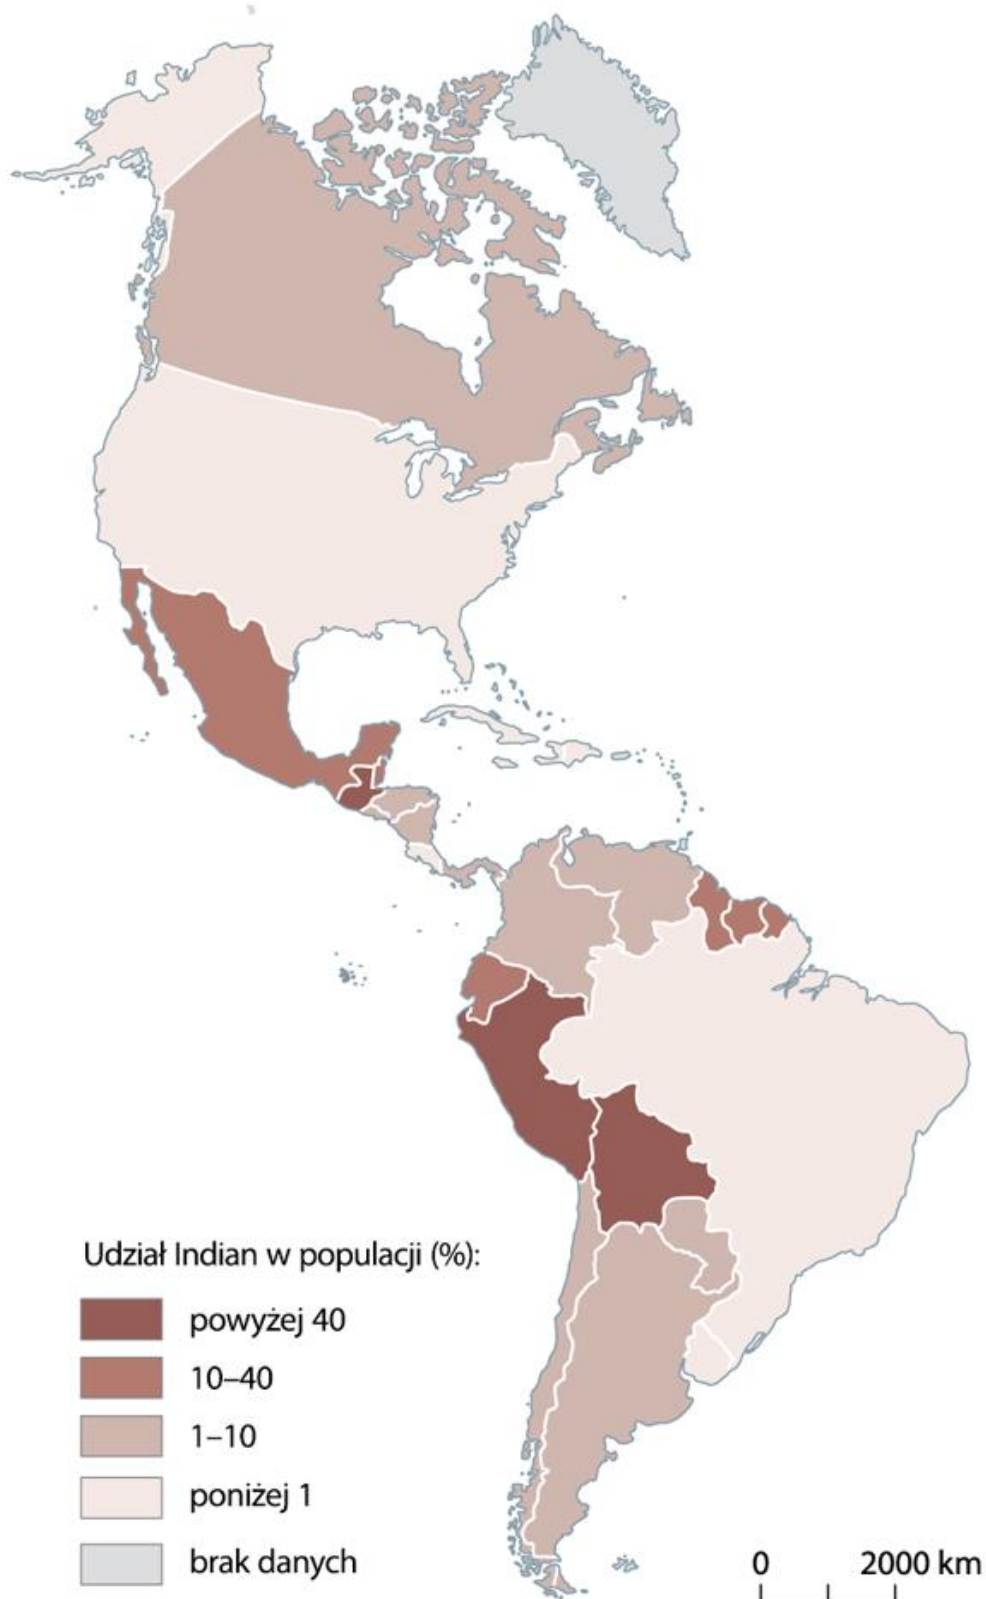 Udział Indian w populacji (%):
powyżej 40
10–40
1–10
poniżej 1
brak danych
0 2000 km